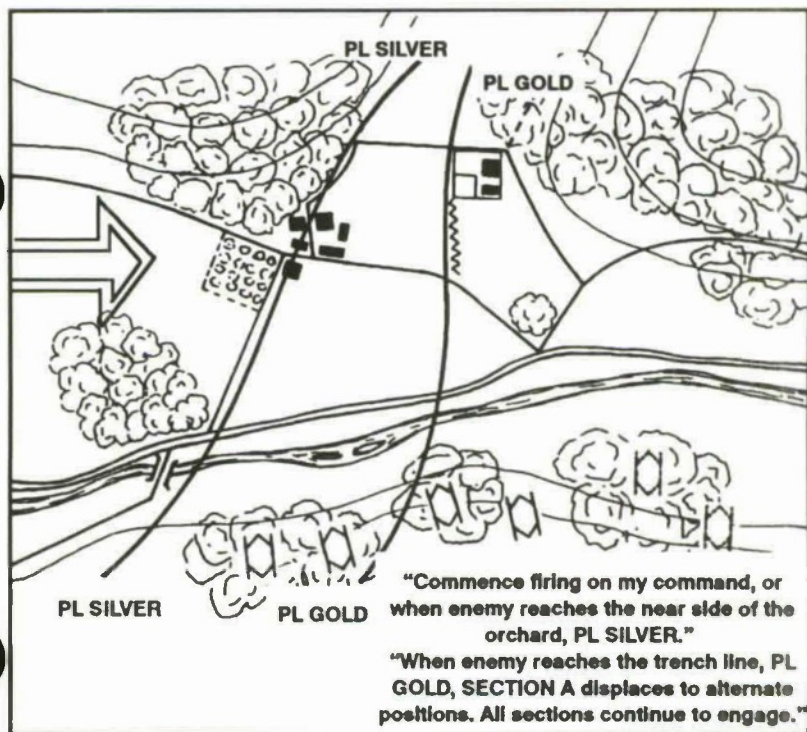 PL SILVER
PL GOLD
PL SILVER
PL GOLD
"Commence firing on my command, or
when enemy reaches the near side of the
orchard, PL SILVER."
"When enemy reaches the trench line, PL
GOLD, SECTION A displaces to alternate
positions. All sections continue to engage."